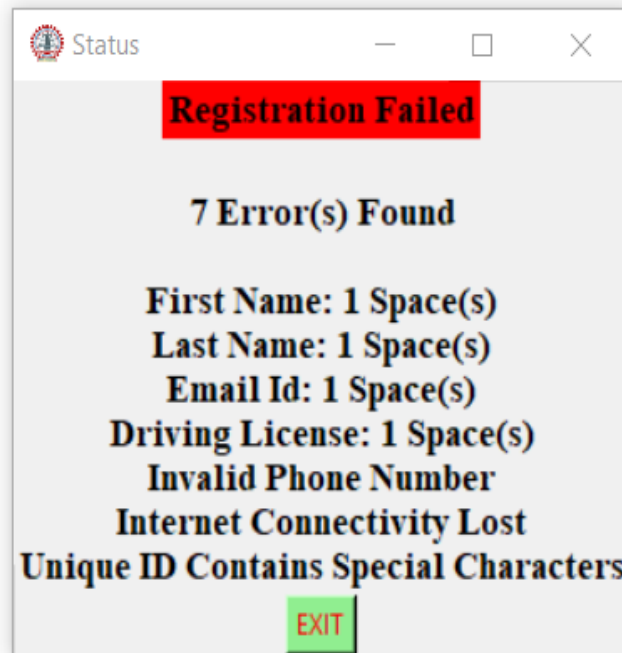 Status
Registration Failed
7 Error(s) Found
First Name: 1 Space(s)
Last Name: 1 Space(s)
Email Id: 1 Space(s)
Driving License: 1 Space(s)
Invalid Phone Number
Internet Connectivity Lost
Unique ID Contains Special Characters
EXIT